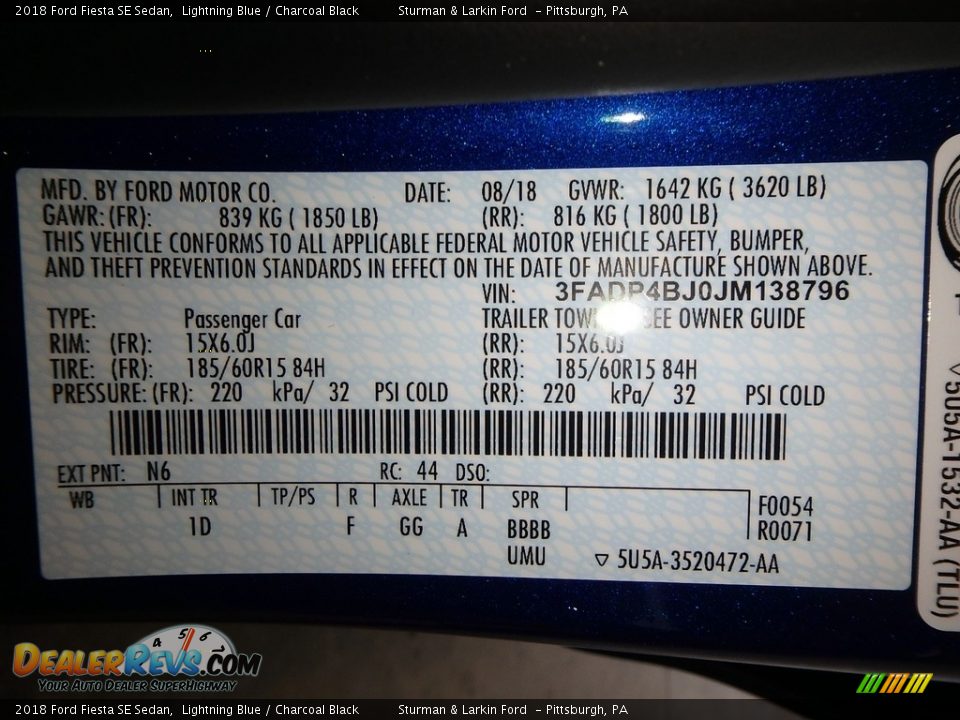 2018 Ford Fiesta SE Sedan, Lightning Blue / Charcoal Black Sturman & Larkin Ford - Pittsburgh, PA
MFD. BY FORD MOTOR CO. DATE: 08/18 GVWR: 1642 KG ( 3620 LB)
GAWR: (FR): 839 KG ( 1850 LB) (RR): 816 KG ( 1800 LB)
THIS VEHICLE CONFORMS TO ALL APPLICABLE FEDERAL MOTOR VEHICLE SAFETY, BUMPER,
AND THEFT PREVENTION STANDARDS IN EFFECT ON THE DATE OF MANUFACTURE SHOWN ABOVE.
VIN: 3FADP4BJ0JM138796
TYPE: Passenger Car TRAILER SEE OWNER GUIDE
RIM: (FR): 15X6.0J (RR): 15X6.0J
TIRE: (FR): 185/60R15 84H (RR): 185/60R15 84H
PRESSURE: (FR): 220 kPa/ 32 PSI COLD (RR): 220 kPa/ 32 PSI COLD
EXT PNT: N6 RC: 44 DSO:
WB INT TR TP/PS R AXLE TR SPR F0054
1D F GG A BBBB R0071
UMU ▽ 5U5A-3520472-AA
▽5U5A-1532-AA (TLU)
4 5 6
DEALERREVS.COM
YOUR AUTO DEALER SUPERHIGHWAY
2018 Ford Fiesta SE Sedan, Lightning Blue / Charcoal Black Sturman & Larkin Ford - Pittsburgh, PA